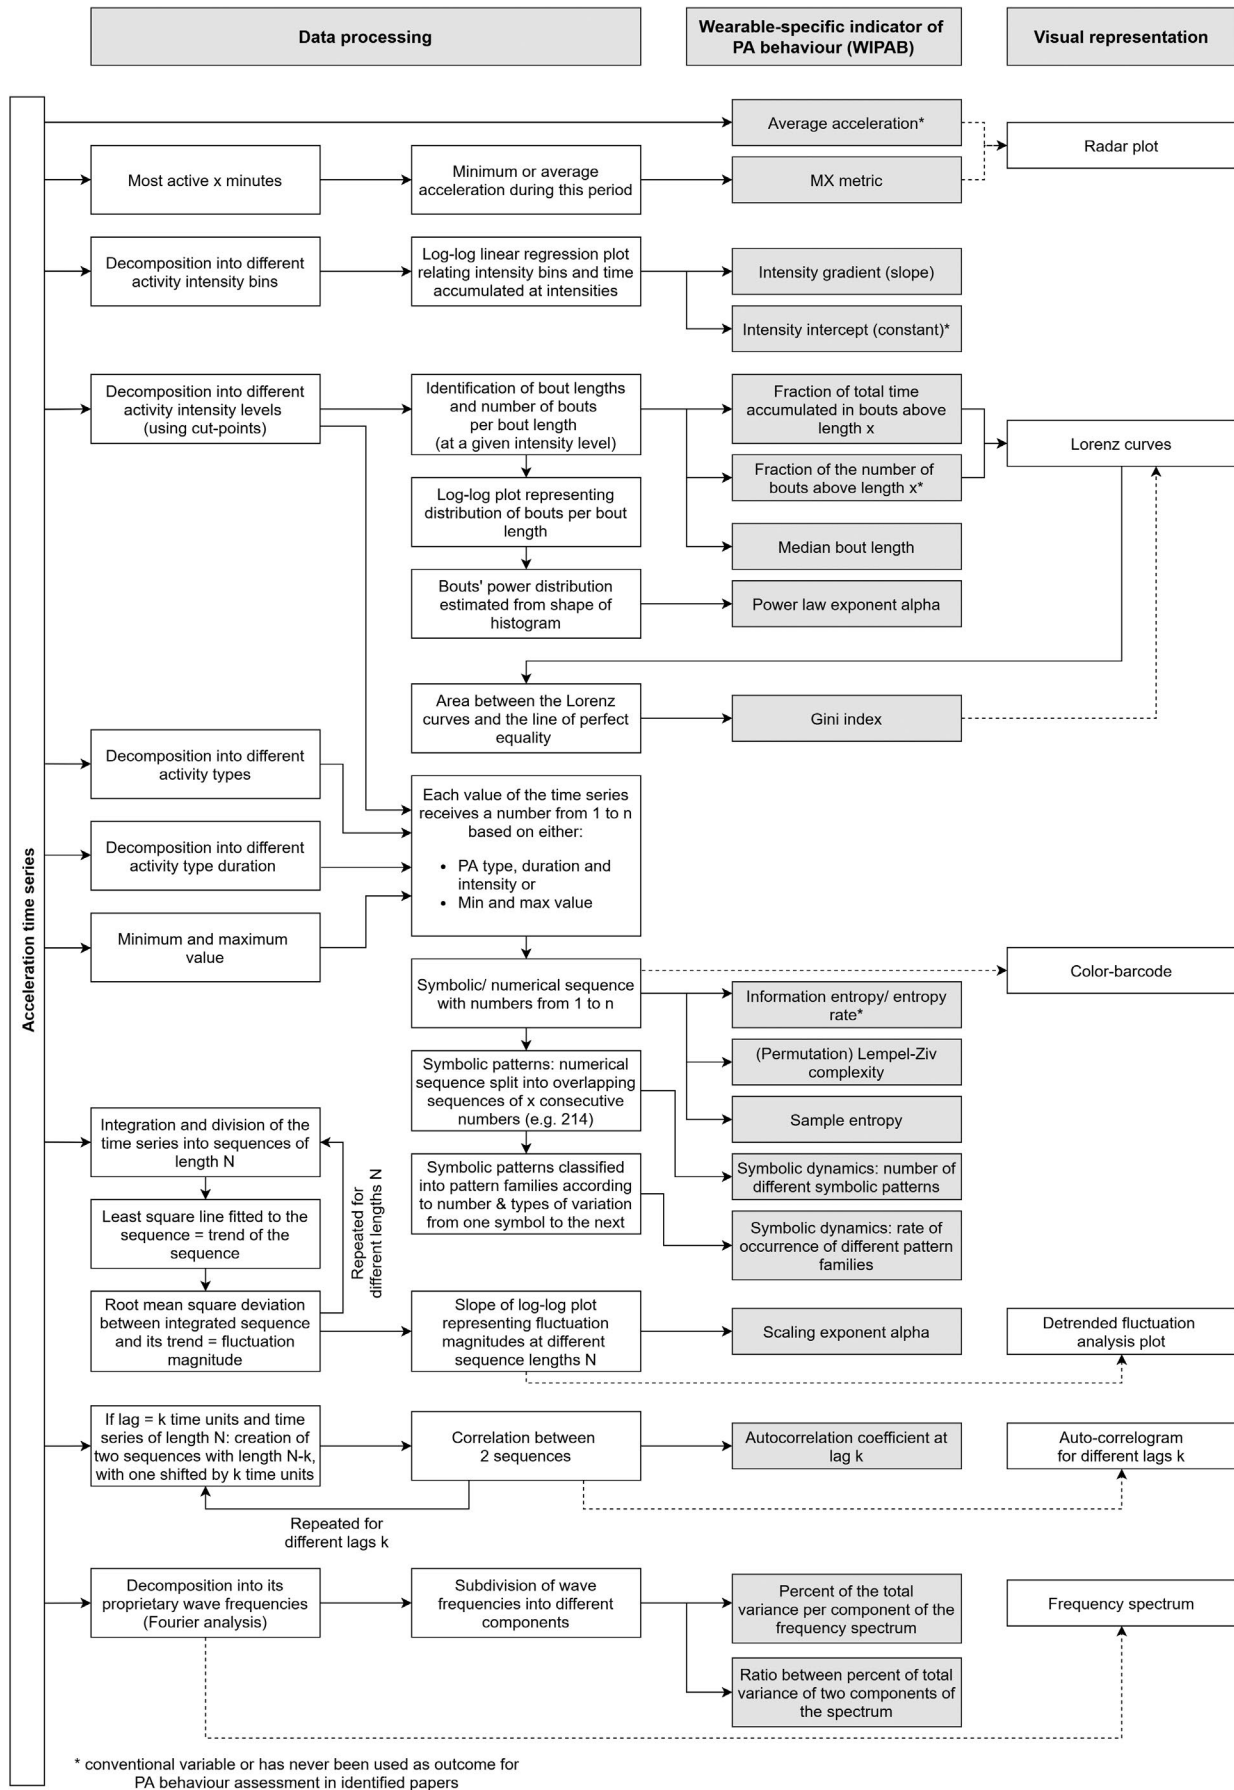 Data processing
Wearable-specific indicator of
PA behaviour (WIPAB)
Visual representation
Acceleration time series
Average acceleration*
Radar plot
Most active x minutes
Minimum or average
acceleration during this period
MX metric
Decomposition into different
activity intensity bins
Log-log linear regression plot
relating intensity bins and time
accumulated at intensities
Intensity gradient (slope)
Intensity intercept (constant)*
Decomposition into different
activity intensity levels
(using cut-points)
Identification of bout lengths
and number of bouts
per bout length
(at a given intensity level)
Fraction of total time
accumulated in bouts above
length x
Lorenz curves
Fraction of the number of
bouts above length x*
Log-log plot representing
distribution of bouts per bout
length
Median bout length
Bouts' power distribution
estimated from shape of
histogram
Power law exponent alpha
Area between the Lorenz
curves and the line of perfect
equality
Gini index
Decomposition into different
activity types
Each value of the time series
receives a number from 1 to n
based on either:
• PA type, duration and
intensity or
• Min and max value
Decomposition into different
activity type duration
Minimum and maximum
value
Symbolic/ numerical sequence
with numbers from 1 to n
Color-barcode
Information entropy/ entropy
rate*
(Permutation) Lempel-Ziv
complexity
Sample entropy
Symbolic patterns: numerical
sequence split into overlapping
sequences of x consecutive
numbers (e.g. 214)
Symbolic dynamics: number of
different symbolic patterns
Symbolic patterns classified
into pattern families according
to number & types of variation
from one symbol to the next
Symbolic dynamics: rate of
occurrence of different pattern
families
Integration and division of the
time series into sequences of
length N
Least square line fitted to the
sequence = trend of the
sequence
Repeated for
different lengths N
Root mean square deviation
between integrated sequence
and its trend = fluctuation
magnitude
Slope of log-log plot
representing fluctuation
magnitudes at different
sequence lengths N
Scaling exponent alpha
Detrended fluctuation
analysis plot
If lag = k time units and time
series of length N: creation of
two sequences with length N-k,
with one shifted by k time units
Correlation between
2 sequences
Autocorrelation coefficient at
lag k
Auto-correlogram
for different lags k
Repeated for
different lags k
Decomposition into its
proprietary wave frequencies
(Fourier analysis)
Subdivision of wave
frequencies into different
components
Percent of the total
variance per component of the
frequency spectrum
Frequency spectrum
Ratio between percent of total
variance of two components of
the spectrum
* conventional variable or has never been used as outcome for
PA behaviour assessment in identified papers